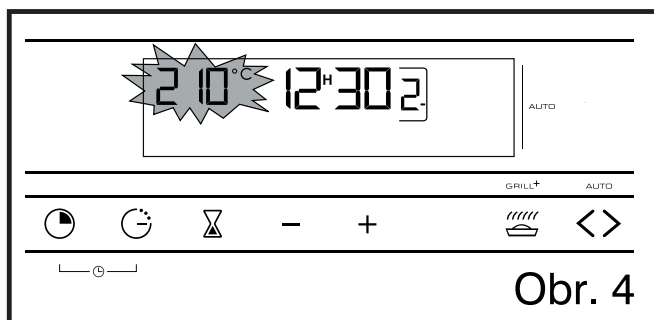 210°C 12H30 2-
AUTO
GRILL+ AUTO
- +
Obr. 4